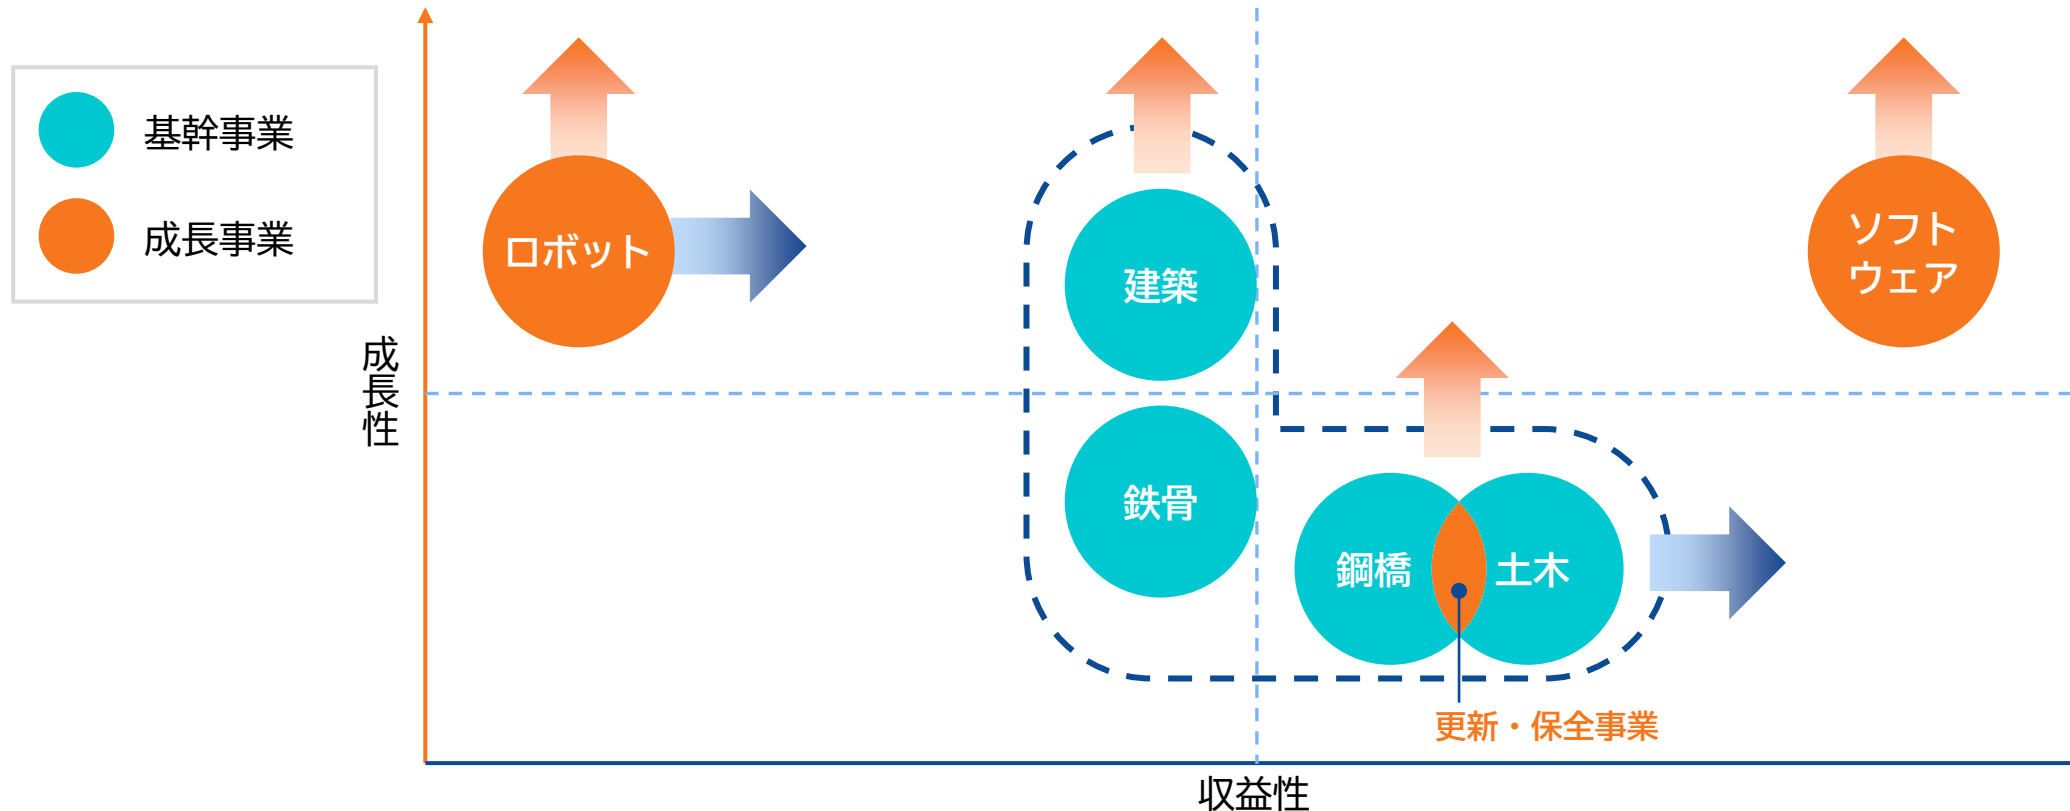 基幹事業
成長事業
成長性
ロボット
建築
ソフト
ウェア
鉄骨
鋼橋
土木
更新・保全事業
収益性